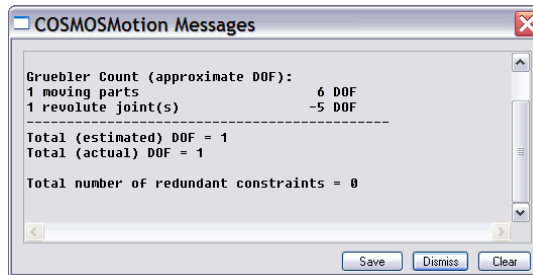 COSMOSMotion Messages
Gruebler Count (approximate DOF):
1 moving parts 6 DOF
1 revolute joint(s) -5 DOF
-----------------------------------------------
Total (estimated) DOF = 1
Total (actual) DOF = 1
Total number of redundant constraints = 0
Save Dismiss Clear